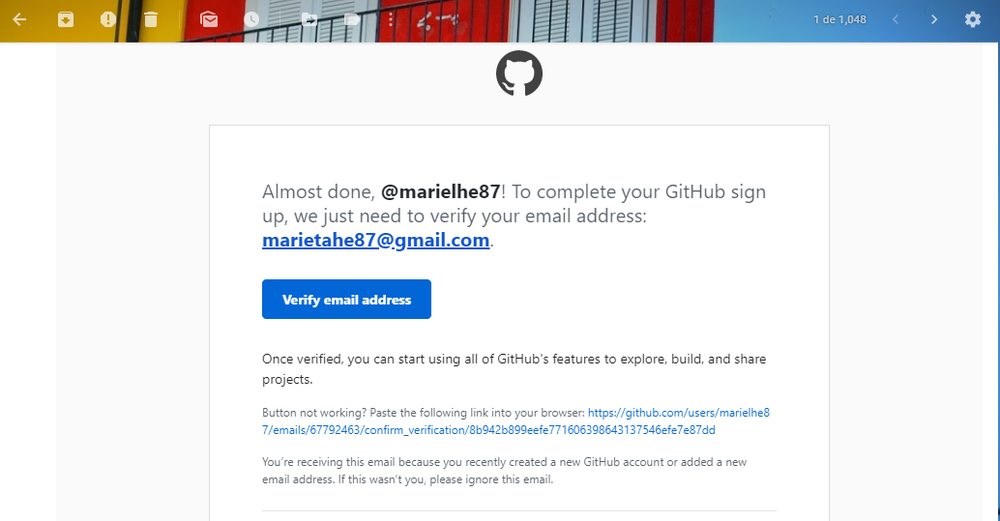 1 de 1,048
Almost done, @marielhe87! To complete your GitHub sign
up, we just need to verify your email address:
marietahe87@gmail.com.
Verify email address
Once verified, you can start using all of GitHub's features to explore, build, and share
projects.
Button not working? Paste the following link into your browser: https://github.com/users/marielhe8
7/emails/67792463/confirm_verification/8b942b899eefe771606398643137546efe7e87dd
You’re receiving this email because you recently created a new GitHub account or added a new
email address. If this wasn’t you, please ignore this email.